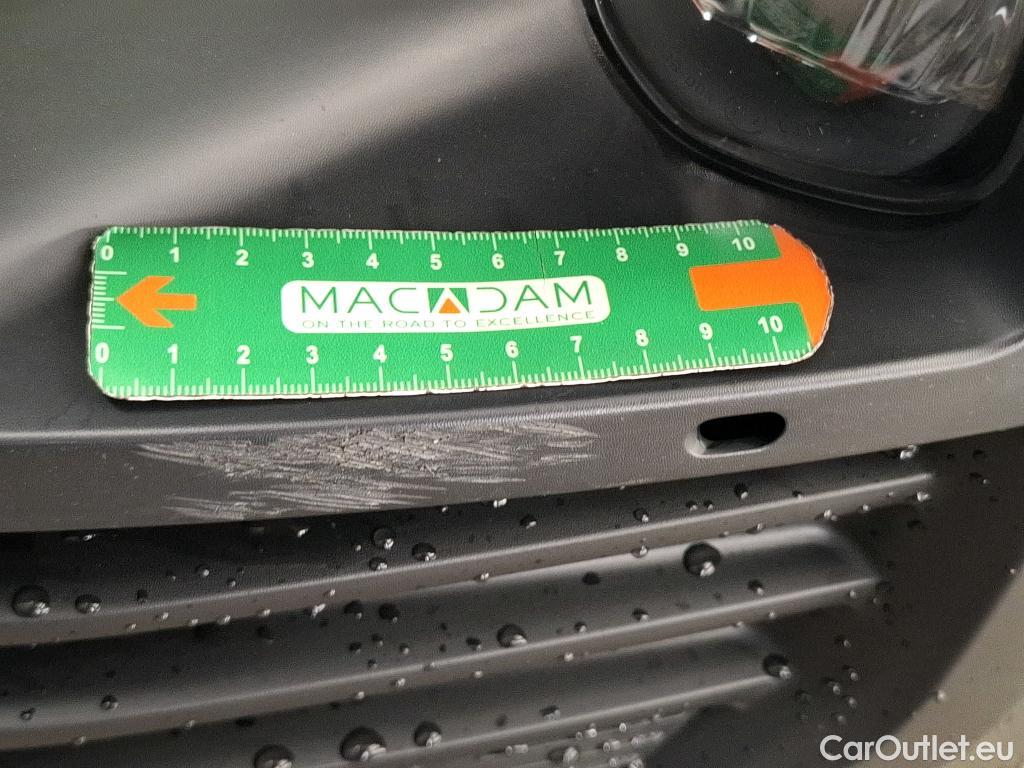 0 1 2 3 4 5 6 7 8 9 10
MACADAM
ON THE ROAD TO EXCELLENCE
0 1 2 3 4 5 6 7 8 9 10
CarOutlet.eu